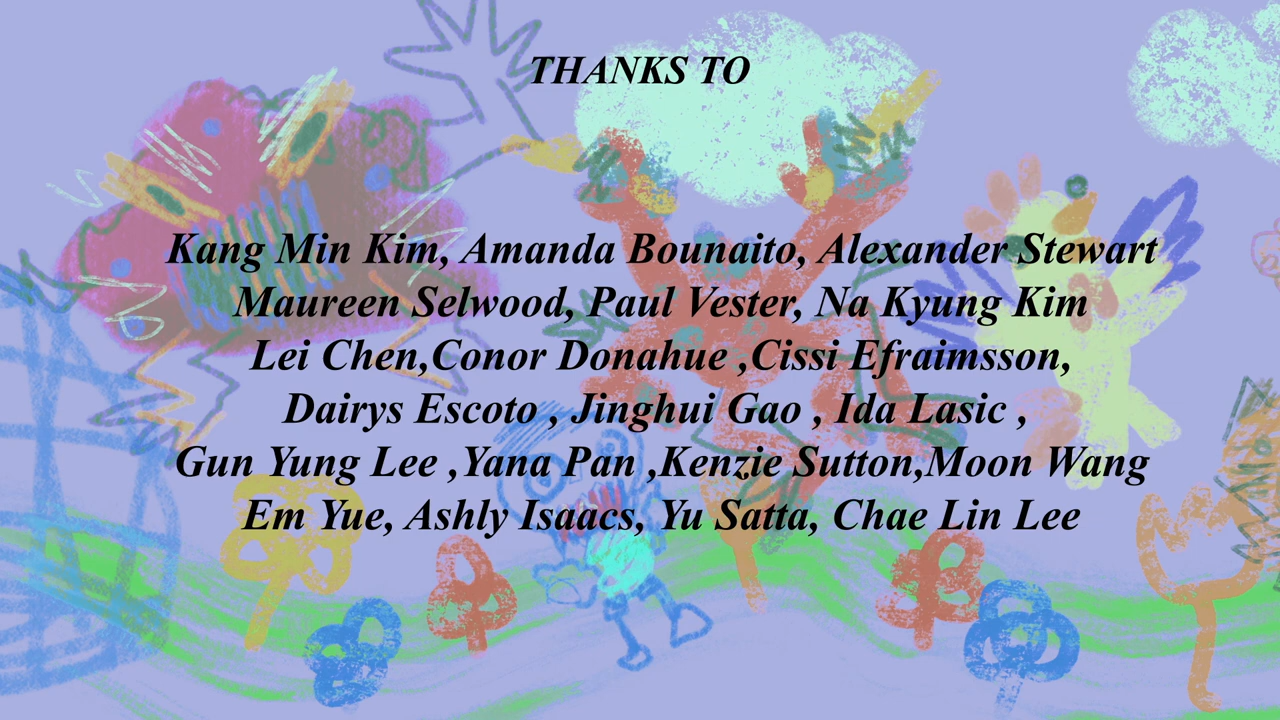 THANKS TO
Kang Min Kim, Amanda Bounaito, Alexander Stewart
Maureen Selwood, Paul Vester, Na Kyung Kim
Lei Chen,Conor Donahue ,Cissi Efraimsson,
Dairys Escoto , Jinghui Gao , Ida Lasic ,
Gun Yung Lee ,Yana Pan ,Kenzie Sutton,Moon Wang
Em Yue, Ashly Isaacs, Yu Satta, Chae Lin Lee